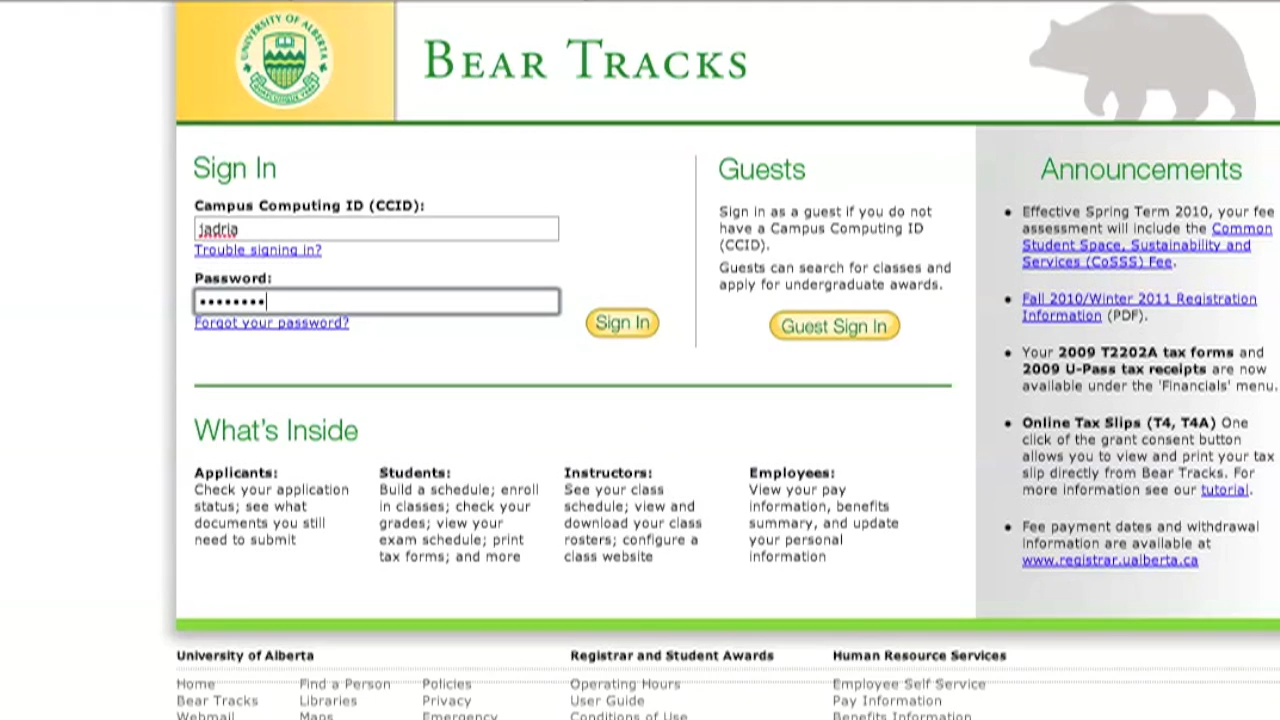 UNIVERSITY OF ALBERTA
BEAR TRACKS
Sign In
Campus Computing ID (CCID):
jadria
Trouble signing in?
Password:
••••••••
Forgot your password?
Sign In
Guests
Sign in as a guest if you do not
have a Campus Computing ID
(CCID).
Guests can search for classes and
apply for undergraduate awards.
Guest Sign In
What's Inside
Applicants:
Check your application
status; see what
documents you still
need to submit
Students:
Build a schedule; enroll
in classes; check your
grades; view your
exam schedule; print
tax forms; and more
Instructors:
See your class
schedule; view and
download your class
rosters; configure a
class website
Employees:
View your pay
information, benefits
summary, and update
your personal
information
Announcements
• Effective Spring Term 2010, your fee
assessment will include the Common
Student Space, Sustainability and
Services (CoSSS) Fee.
• Fall 2010/Winter 2011 Registration
Information (PDF).
• Your 2009 T2202A tax forms and
2009 U-Pass tax receipts are now
available under the 'Financials' menu.
• Online Tax Slips (T4, T4A) One
click of the grant consent button
allows you to view and print your tax
slip directly from Bear Tracks. For
more information see our tutorial.
• Fee payment dates and withdrawal
information are available at
www.registrar.ualberta.ca
University of Alberta
Home
Bear Tracks
Webmail
Find a Person
Libraries
Maps
Policies
Privacy
Emergency
Registrar and Student Awards
Operating Hours
User Guide
Conditions of Use
Human Resource Services
Employee Self Service
Pay Information
Benefits Information